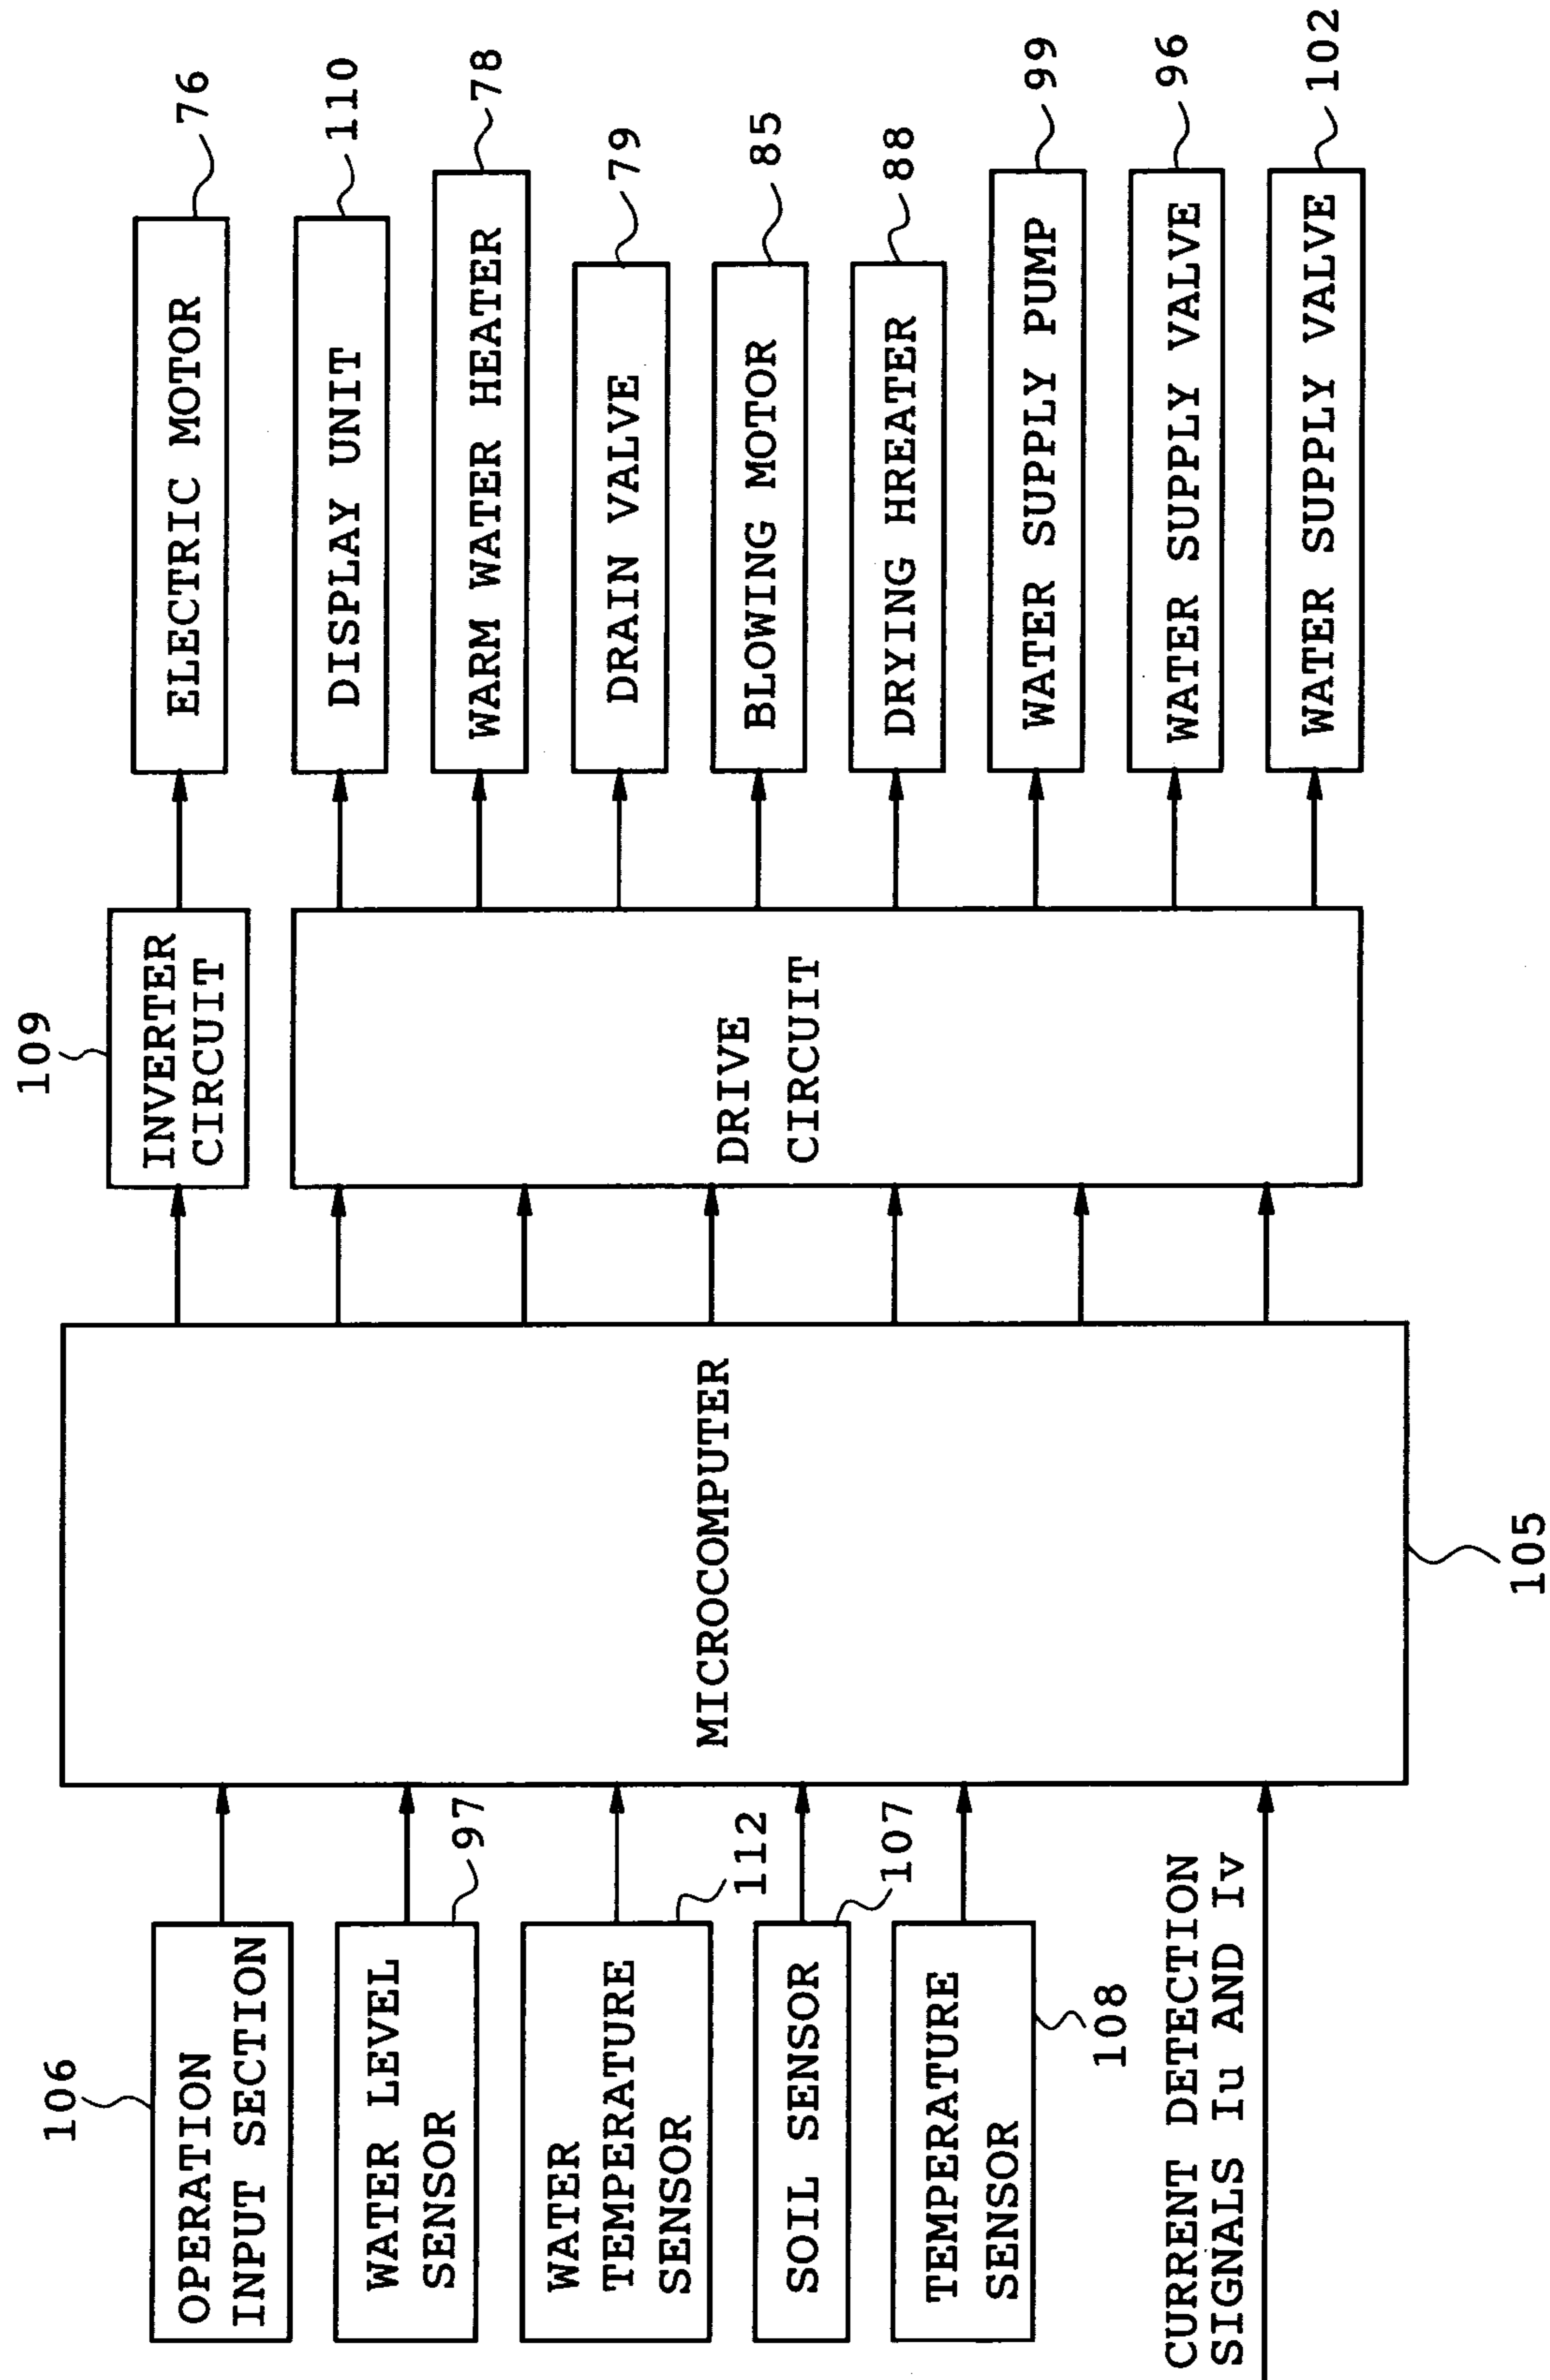 106
OPERATION
INPUT SECTION
WATER LEVEL
SENSOR
97
WATER
TEMPERATURE
SENSOR
112
SOIL SENSOR
107
TEMPERATURE
SENSOR
108
CURRENT DETECTION
SIGNALS Iu AND Iv
MICROCOMPUTER
105
109
INVERTER
CIRCUIT
DRIVE
CIRCUIT
ELECTRIC MOTOR
76
DISPLAY UNIT
110
WARM WATER HEATER
78
DRAIN VALVE
79
BLOWING MOTOR
85
DRYING HREATER
88
WATER SUPPLY PUMP
99
WATER SUPPLY VALVE
96
WATER SUPPLY VALVE
102